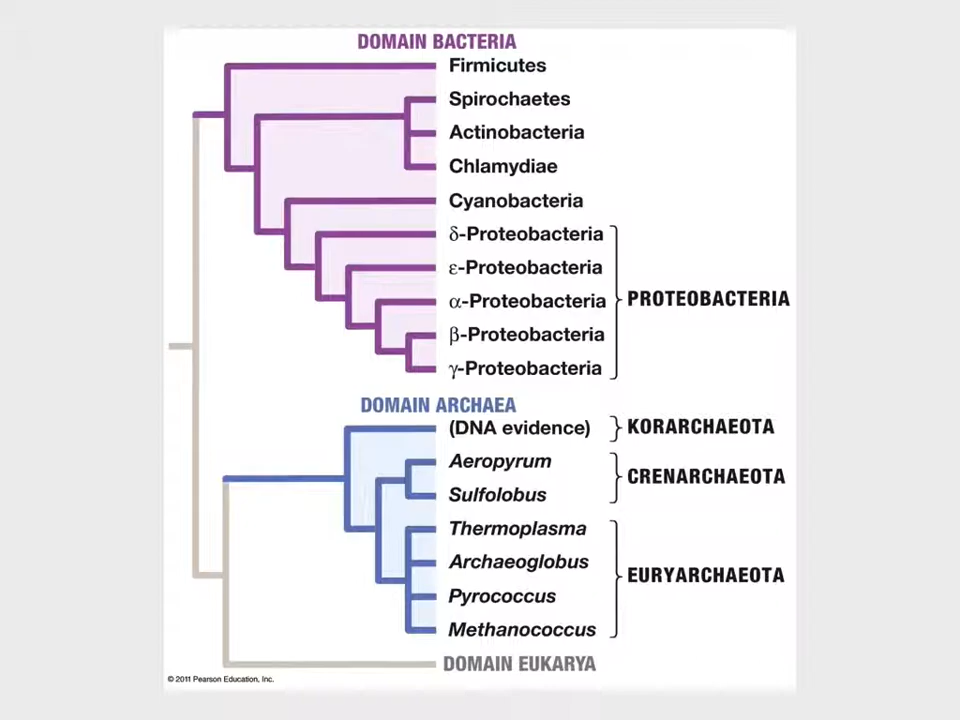 DOMAIN BACTERIA
Firmicutes
Spirochaetes
Actinobacteria
Chlamydiae
Cyanobacteria
δ-Proteobacteria
ε-Proteobacteria
α-Proteobacteria
β-Proteobacteria
γ-Proteobacteria
PROTEOBACTERIA
DOMAIN ARCHAEA
(DNA evidence)
KORARCHAEOTA
Aeropyrum
Sulfolobus
CRENARCHAEOTA
Thermoplasma
Archaeoglobus
Pyrococcus
Methanococcus
EURYARCHAEOTA
DOMAIN EUKARYA
© 2011 Pearson Education, Inc.